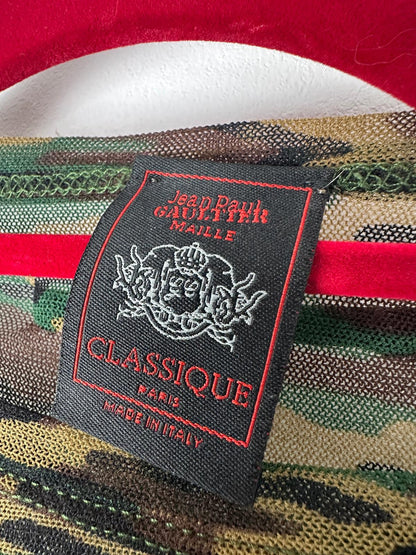 Jean Paul
GAULTIER
MAILLE
CLASSIQUE
PARIS
MADE IN ITALY